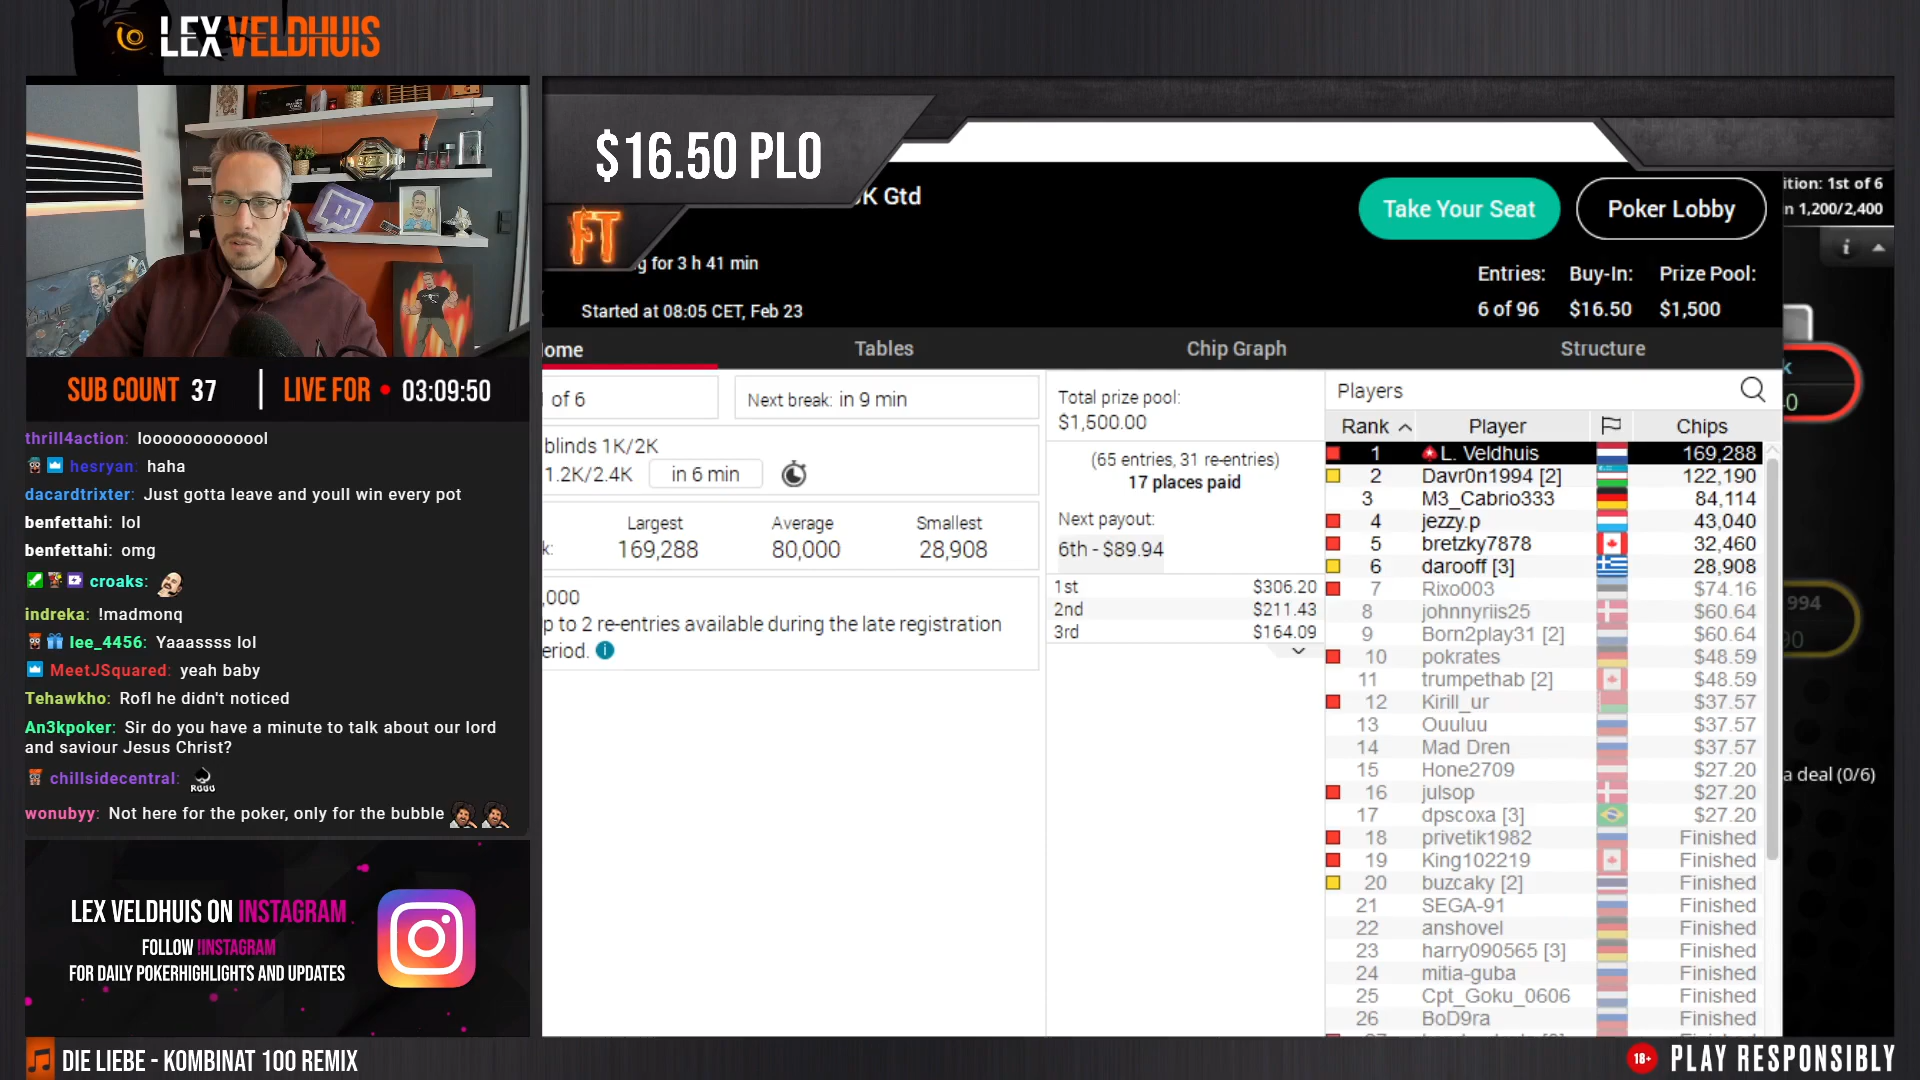 LEX VELDHUIS
$16.50 PLO
K Gtd
FT
g for 3 h 41 min
Started at 08:05 CET, Feb 23
Take Your Seat
Poker Lobby
Entries: Buy-In: Prize Pool:
6 of 96 $16.50 $1,500
ition: 1st of 6
n 1,200/2,400
ome Tables Chip Graph Structure
SUB COUNT 37 | LIVE FOR • 03:09:50
thrill4action: looooooooooool
hesryan: haha
dacardtrixter: Just gotta leave and youll win every pot
benfettahi: lol
benfettahi: omg
croaks:
indreka: !madmonq
lee_4456: Yaaassss lol
MeetJSquared: yeah baby
Tehawkho: Rofl he didn't noticed
An3kpoker: Sir do you have a minute to talk about our lord
and saviour Jesus Christ?
chillsidecentral:
RUUU
wonubyy: Not here for the poker, only for the bubble
LEX VELDHUIS ON INSTAGRAM
FOLLOW !INSTAGRAM
FOR DAILY POKERHIGHLIGHTS AND UPDATES
DIE LIEBE - KOMBINAT 100 REMIX
of 6
Next break: in 9 min
blinds 1K/2K
1.2K/2.4K in 6 min
Largest Average Smallest
k: 169,288 80,000 28,908
,000
p to 2 re-entries available during the late registration
eriod.
Total prize pool:
$1,500.00
(65 entries, 31 re-entries)
17 places paid
Next payout:
6th - $89.94
1st $306.20
2nd $211.43
3rd $164.09
Players
Rank Player Chips
1 L. Veldhuis 169,288
2 Davr0n1994 [2] 122,190
3 M3_Cabrio333 84,114
4 jezzy.p 43,040
5 bretzky7878 32,460
6 darooff [3] 28,908
7 Rixo003 $74.16
8 johnnyriis25 $60.64
9 Born2play31 [2] $60.64
10 pokrates $48.59
11 trumpethab [2] $48.59
12 Kirill_ur $37.57
13 Ouuluu $37.57
14 Mad Dren $37.57
15 Hone2709 $27.20
16 julsop $27.20
17 dpscoxa [3] $27.20
18 privetik1982 Finished
19 King102219 Finished
20 buzcaky [2] Finished
21 SEGA-91 Finished
22 anshovel Finished
23 harry090565 [3] Finished
24 mitia-guba Finished
25 Cpt_Goku_0606 Finished
26 BoD9ra Finished
k
0
994
90
a deal (0/6)
18+ PLAY RESPONSIBLY